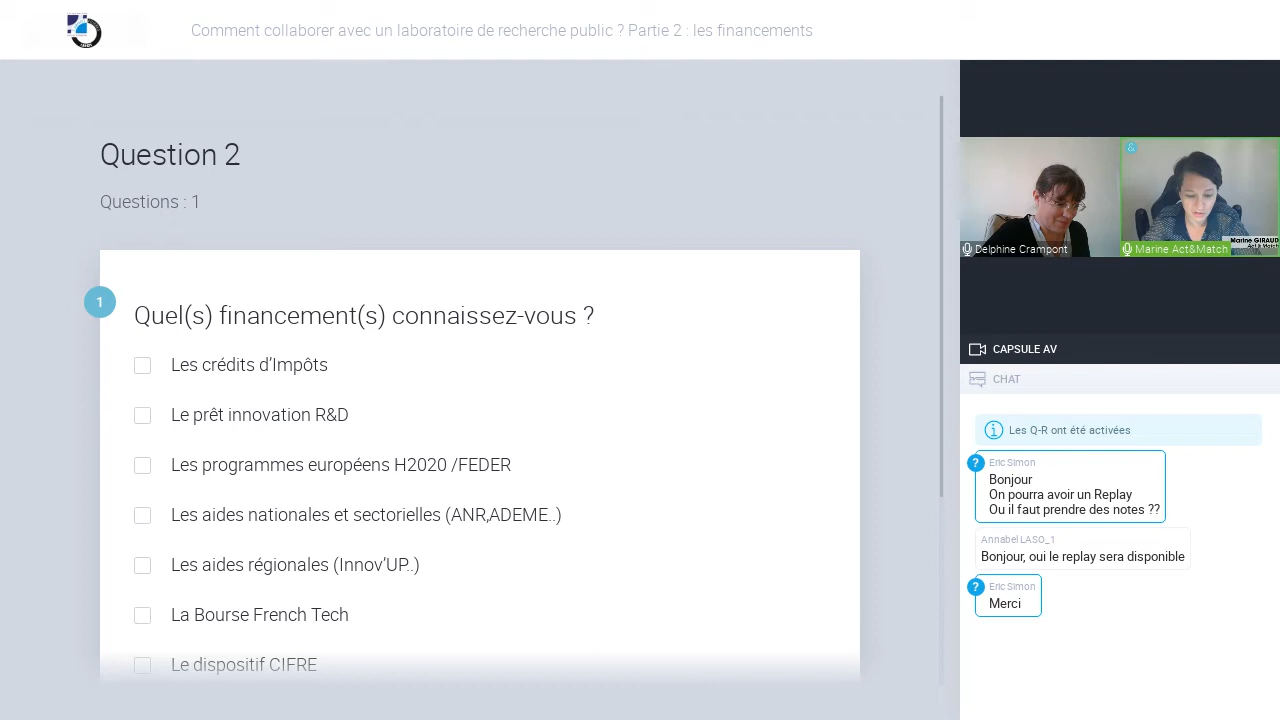 Comment collaborer avec un laboratoire de recherche public ? Partie 2 : les financements
Question 2
Questions : 1
1
Quel(s) financement(s) connaissez-vous ?
Les crédits d’Impôts
Le prêt innovation R&D
Les programmes européens H2020 /FEDER
Les aides nationales et sectorielles (ANR,ADEME..)
Les aides régionales (Innov’UP..)
La Bourse French Tech
Le dispositif CIFRE
&
Marine GIRAUD
Act & Match
Delphine Crampont
Marine Act&Match
CAPSULE AV
CHAT
Les Q-R ont été activées
?
Eric Simon
Bonjour
On pourra avoir un Replay
Ou il faut prendre des notes ??
Annabel LASO_1
Bonjour, oui le replay sera disponible
?
Eric Simon
Merci